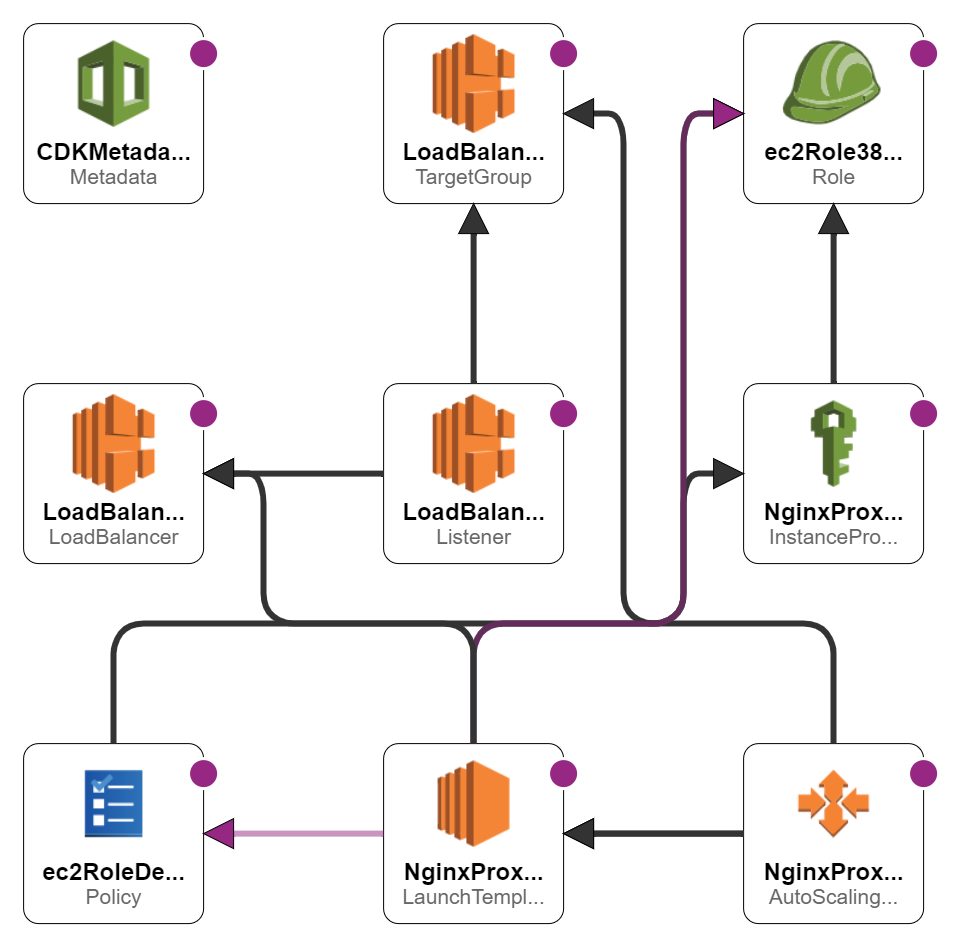 CDKMetada...
Metadata
LoadBalan...
TargetGroup
ec2Role38...
Role
LoadBalan...
LoadBalancer
LoadBalan...
Listener
NginxProx...
InstancePro...
ec2RoleDe...
Policy
NginxProx...
LaunchTempl...
NginxProx...
AutoScaling...